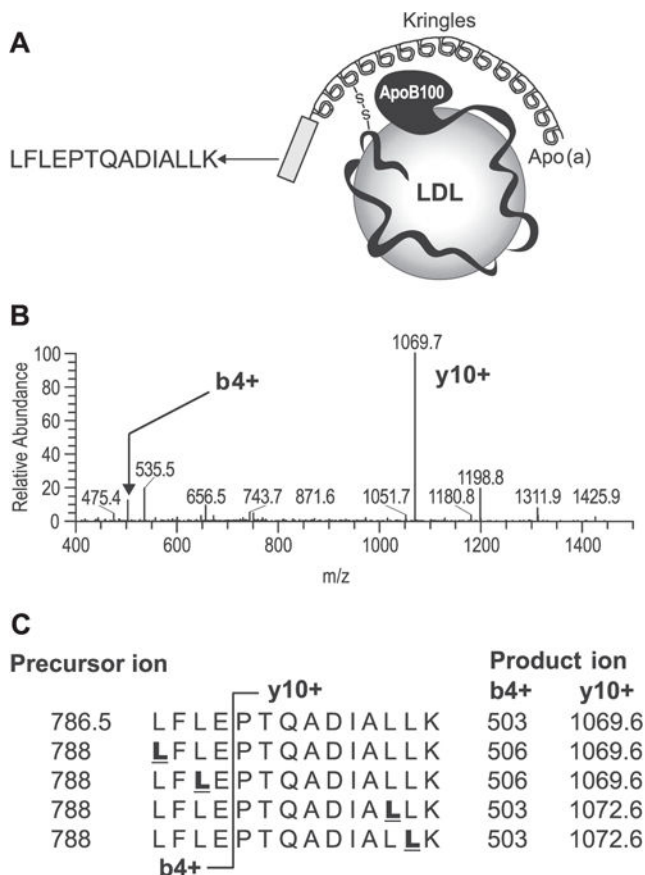 A
Kringles
S
S
ApoB100
LFLEPTQADIALLK
Apo(a)
LDL
B
Relative Abundance
100
80
60
40
20
0
b4+
y10+
1069.7
475.4
535.5
656.5
743.7
871.6
1051.7
1180.8
1198.8
1311.9
1425.9
400
600
800
1000
1200
1400
m/z
C
Precursor ion
Product ion
y10+
b4+ y10+
786.5 LFLEPTQADIALLK 503 1069.6
788 LFLEPTQADIALLK 506 1069.6
788 LFLEPTQADIALLK 506 1069.6
788 LFLEPTQADIALLK 503 1072.6
788 LFLEPTQADIALLK 503 1072.6
b4+